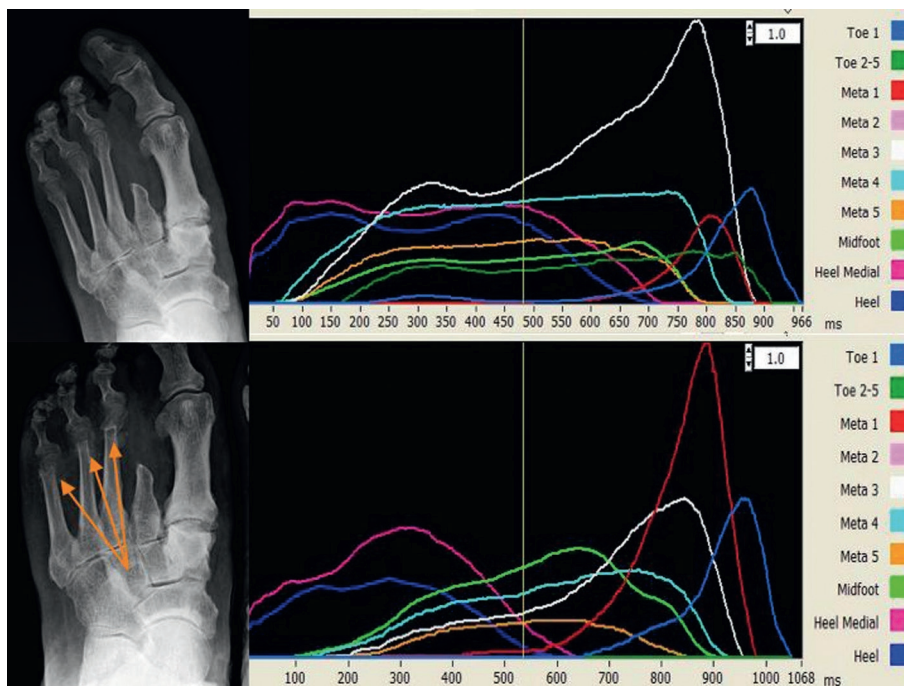 1.0
Toe 1
Toe 2-5
Meta 1
Meta 2
Meta 3
Meta 4
Meta 5
Midfoot
Heel Medial
Heel
50 100 150 200 250 300 350 400 450 500 550 600 650 700 750 800 850 900 966 ms
1.0
Toe 1
Toe 2-5
Meta 1
Meta 2
Meta 3
Meta 4
Meta 5
Midfoot
Heel Medial
Heel
100 200 300 400 500 600 700 800 900 1000 1068 ms